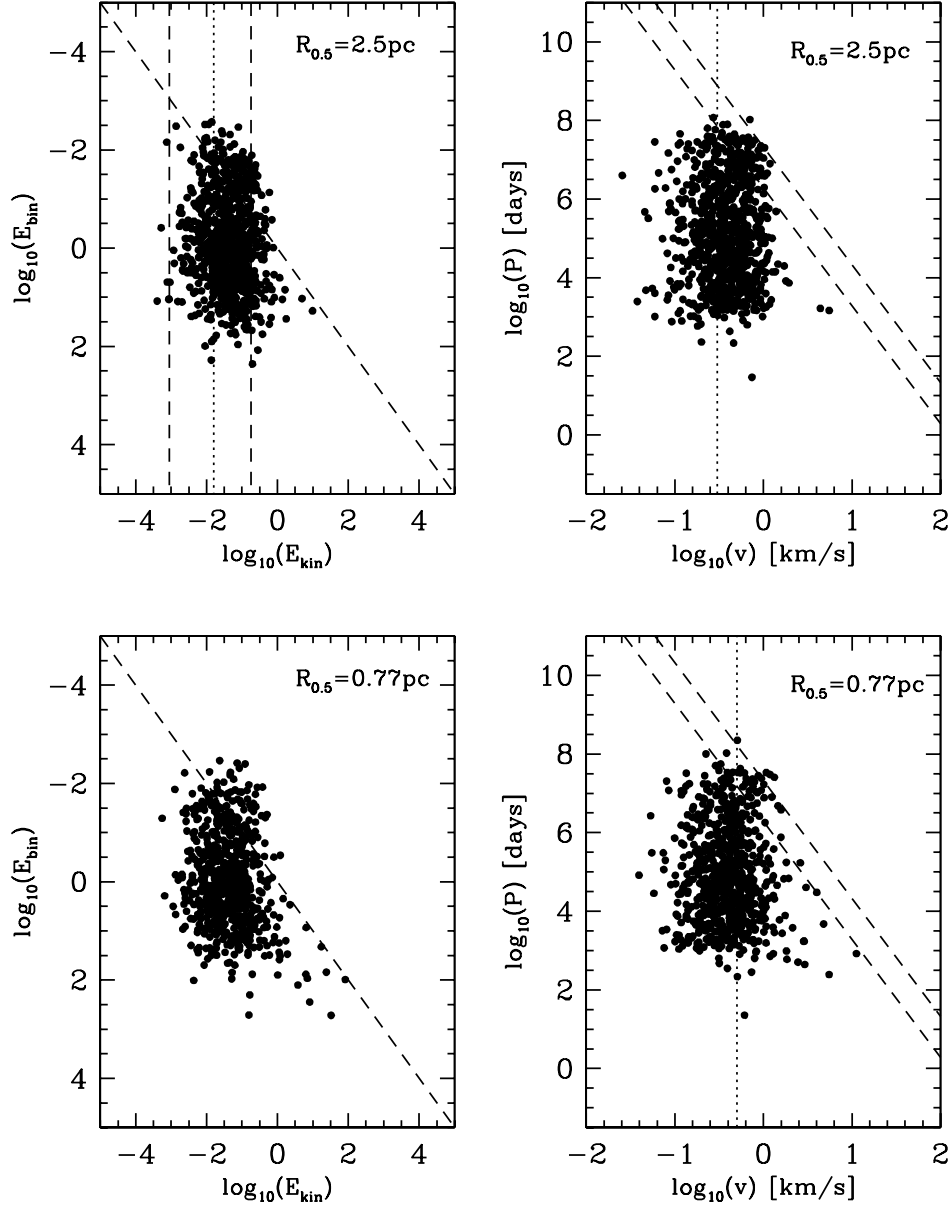 R0.5=2.5pc
−4
−2
0
2
4
log10(Ebin)
−4 −2 0 2 4
log10(Ekin)
R0.5=2.5pc
10
8
6
4
2
0
log10(P) [days]
−2 −1 0 1 2
log10(v) [km/s]
R0.5=0.77pc
−4
−2
0
2
4
log10(Ebin)
−4 −2 0 2 4
log10(Ekin)
R0.5=0.77pc
10
8
6
4
2
0
log10(P) [days]
−2 −1 0 1 2
log10(v) [km/s]